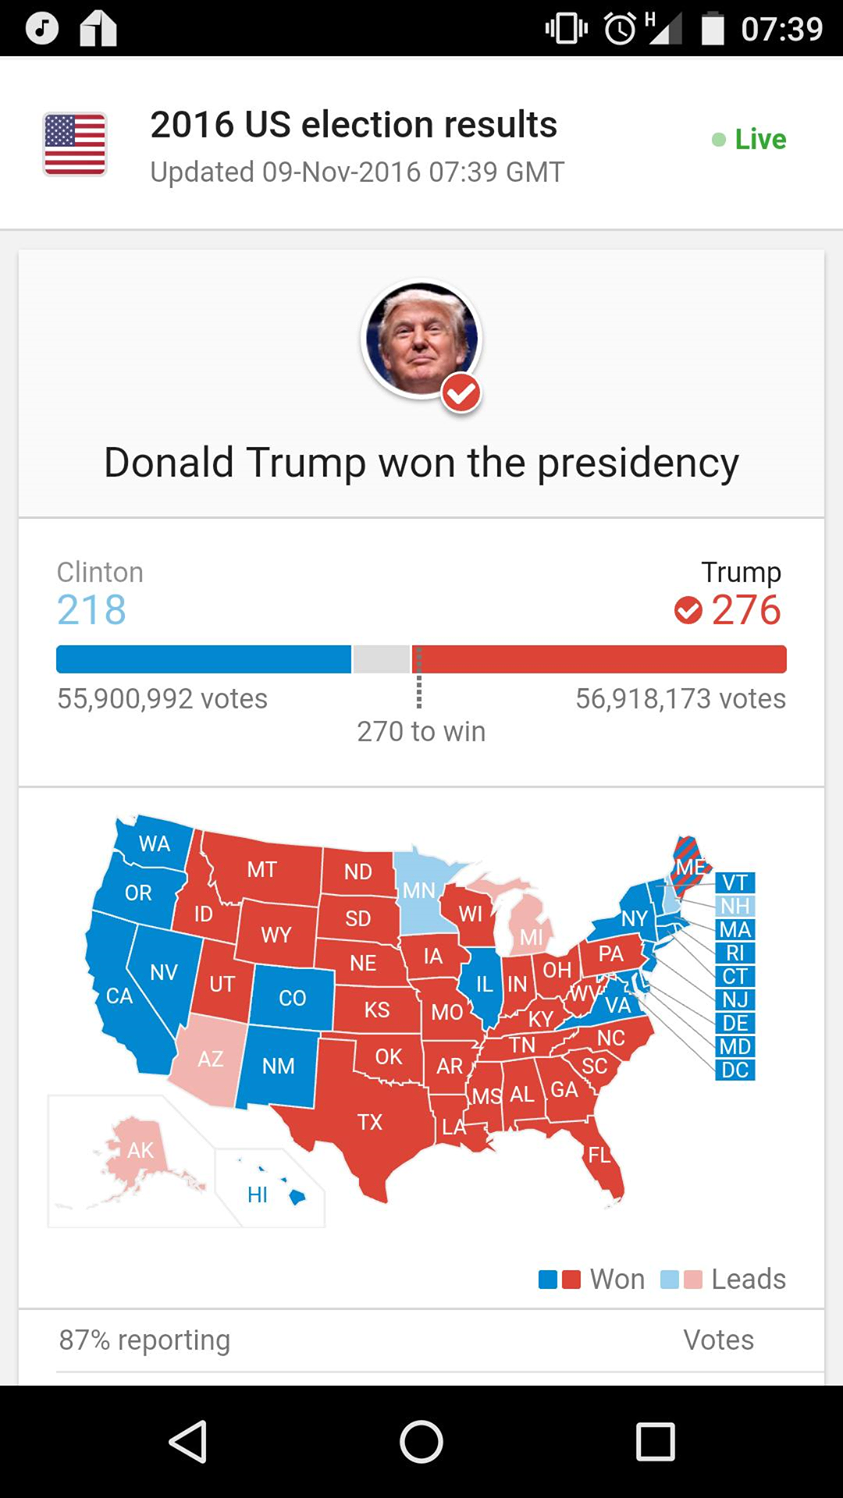 H
07:39
2016 US election results
Live
Updated 09-Nov-2016 07:39 GMT
Donald Trump won the presidency
Clinton
Trump
218
276
55,900,992 votes
56,918,173 votes
270 to win
WA
MT
ND
MN
ME
VT
OR
NH
ID
SD
WI
NY
MA
WY
MI
RI
NV
UT
NE
IA
PA
CT
CA
CO
IL
IN
OH
NJ
KS
MO
WV
VA
DE
KY
MD
AZ
NM
OK
AR
TN
NC
DC
SC
MS
AL
GA
TX
LA
AK
FL
HI
Won
Leads
87% reporting
Votes